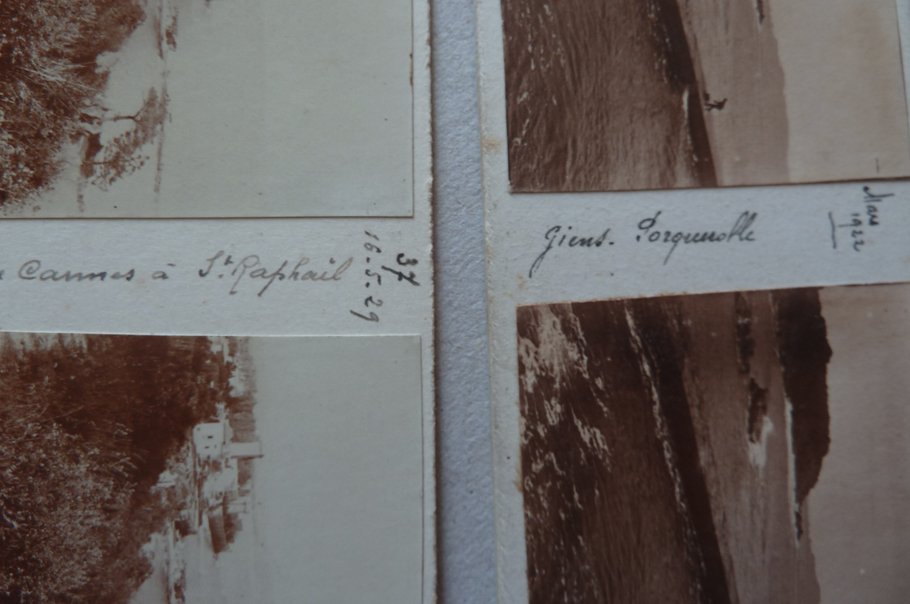 Cannes à St Raphaël
37
16.5.29
Giens. Porquerolle
Mars
1922